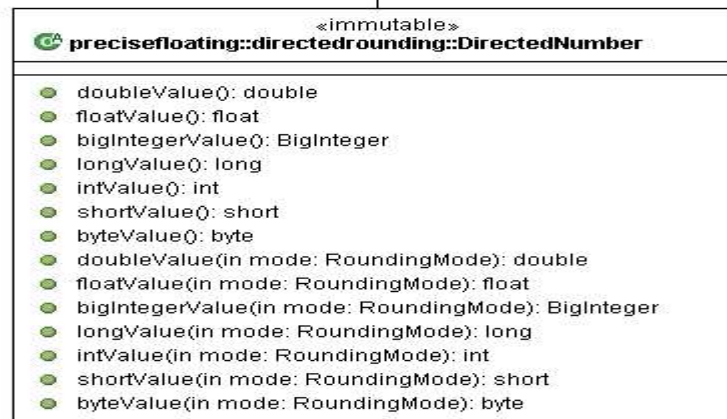 «immutable»
precisefloating::directedrounding::DirectedNumber
doubleValue(): double
floatValue(): float
bigIntegerValue(): BigInteger
longValue(): long
intValue(): int
shortValue(): short
byteValue(): byte
doubleValue(in mode: RoundingMode): double
floatValue(in mode: RoundingMode): float
bigIntegerValue(in mode: RoundingMode): BigInteger
longValue(in mode: RoundingMode): long
intValue(in mode: RoundingMode): int
shortValue(in mode: RoundingMode): short
byteValue(in mode: RoundingMode): byte